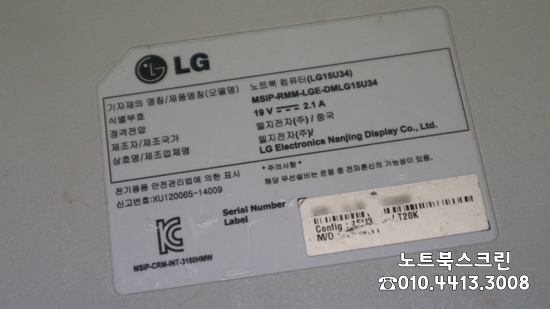 LG
기자재의 명칭/제품명칭(모델명) 노트북 컴퓨터(LG15U34)
식별부호 MSIP-RMM-LGE-DMLG15U34
정격전압 19 V 2.1 A
제조자/제조국가 엘지전자(주) / 중국
상호명/제조업체명 엘지전자(주)/
LG Electronics Nanjing Display Co., Ltd.
전기용품 안전관리법에 의한 표시
신고번호:XU120065-14009
*주의사항*
해당 무선설비는 운용 중 전파혼신의 가능성이 있음.
Serial Number
Label
Config :
T20K
M/D
MSIP-CRM-INT-3160HMW
노트북스크린
☎010.4413.3008